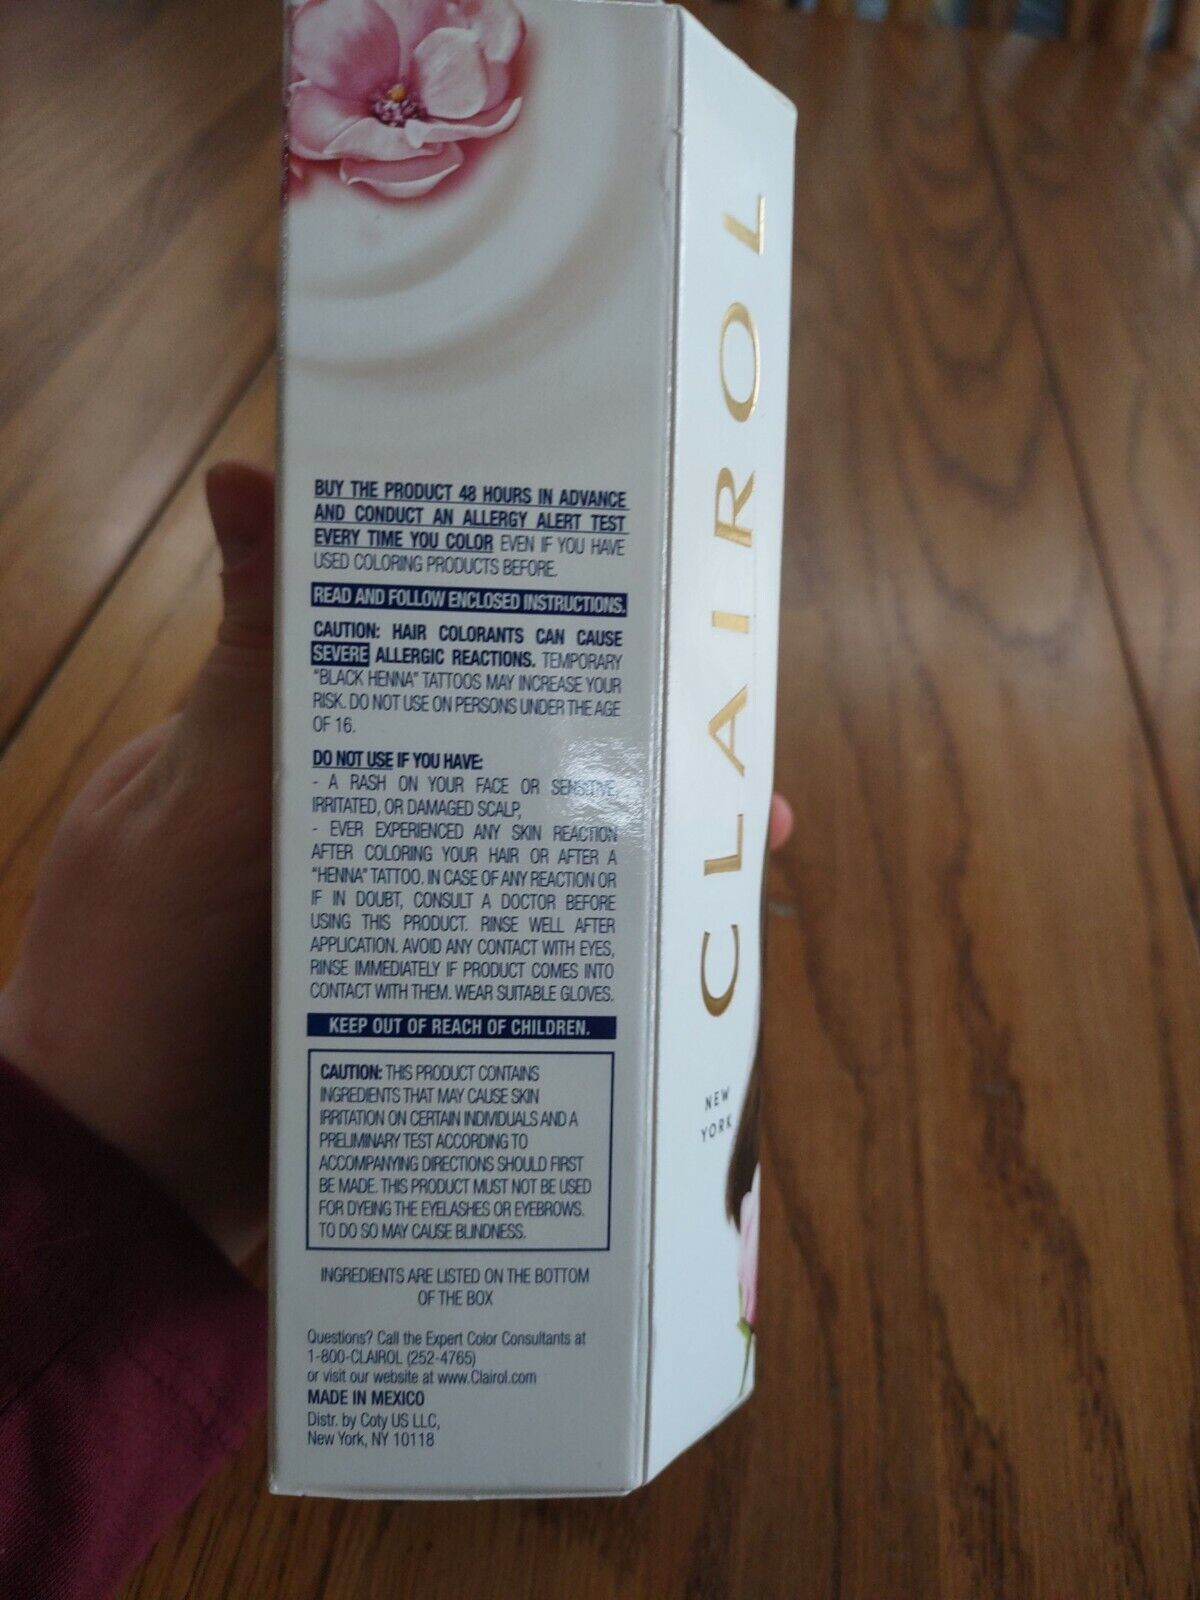 BUY THE PRODUCT 48 HOURS IN ADVANCE
AND CONDUCT AN ALLERGY ALERT TEST
EVERY TIME YOU COLOR EVEN IF YOU HAVE
USED COLORING PRODUCTS BEFORE.
READ AND FOLLOW ENCLOSED INSTRUCTIONS.
CAUTION: HAIR COLORANTS CAN CAUSE
SEVERE ALLERGIC REACTIONS. TEMPORARY
"BLACK HENNA" TATTOOS MAY INCREASE YOUR
RISK. DO NOT USE ON PERSONS UNDER THE AGE
OF 16.
DO NOT USE IF YOU HAVE:
- A RASH ON YOUR FACE OR SENSITIVE,
IRRITATED, OR DAMAGED SCALP,
- EVER EXPERIENCED ANY SKIN REACTION
AFTER COLORING YOUR HAIR OR AFTER A
"HENNA" TATTOO. IN CASE OF ANY REACTION OR
IF IN DOUBT, CONSULT A DOCTOR BEFORE
USING THIS PRODUCT. RINSE WELL AFTER
APPLICATION. AVOID ANY CONTACT WITH EYES,
RINSE IMMEDIATELY IF PRODUCT COMES INTO
CONTACT WITH THEM. WEAR SUITABLE GLOVES.
KEEP OUT OF REACH OF CHILDREN.
CAUTION: THIS PRODUCT CONTAINS
INGREDIENTS THAT MAY CAUSE SKIN
IRRITATION ON CERTAIN INDIVIDUALS AND A
PRELIMINARY TEST ACCORDING TO
ACCOMPANYING DIRECTIONS SHOULD FIRST
BE MADE. THIS PRODUCT MUST NOT BE USED
FOR DYEING THE EYELASHES OR EYEBROWS.
TO DO SO MAY CAUSE BLINDNESS.
INGREDIENTS ARE LISTED ON THE BOTTOM
OF THE BOX
Questions? Call the Expert Color Consultants at
1-800-CLAIROL (252-4765)
or visit our website at www.Clairol.com
MADE IN MEXICO
Distr. by Coty US LLC,
New York, NY 10118
CLAIROL
NEW
YORK